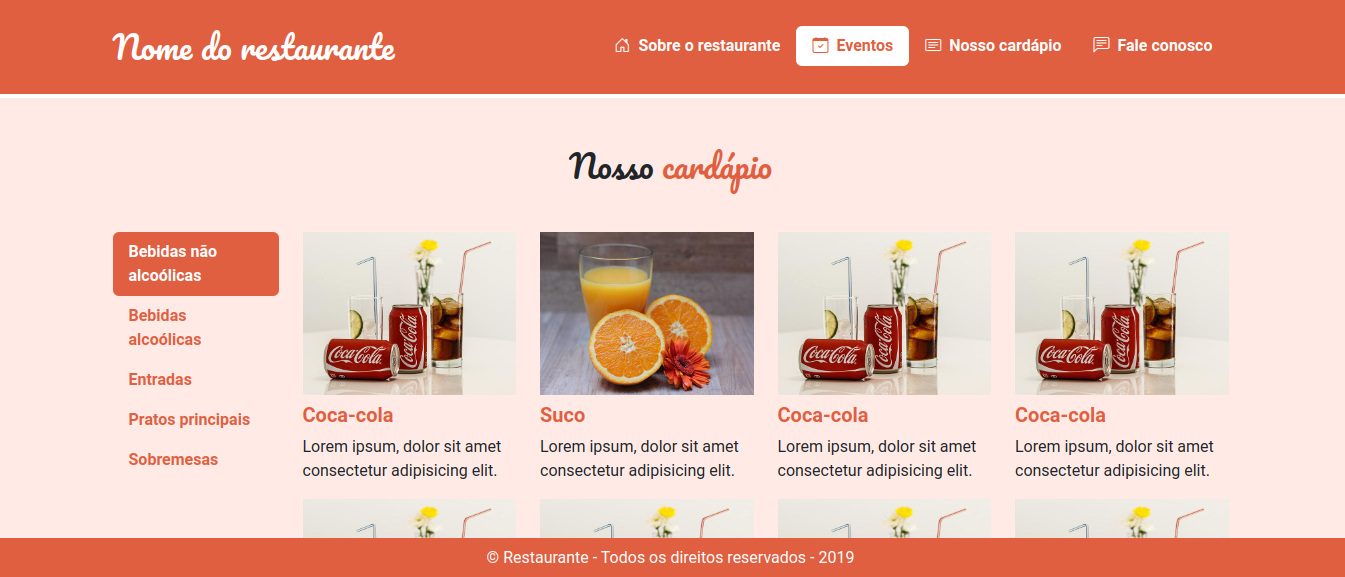 Nome do restaurante
Sobre o restaurante
Eventos
Nosso cardápio
Fale conosco
Nosso cardápio
Bebidas não
alcoólicas
Bebidas
alcoólicas
Entradas
Pratos principais
Sobremesas
Coca-Cola
Coca-Cola
Coca-Cola
Coca-Cola
Coca-Cola
Coca-Cola
Coca-cola
Suco
Coca-cola
Coca-cola
Lorem ipsum, dolor sit amet
consectetur adipisicing elit.
Lorem ipsum, dolor sit amet
consectetur adipisicing elit.
Lorem ipsum, dolor sit amet
consectetur adipisicing elit.
Lorem ipsum, dolor sit amet
consectetur adipisicing elit.
© Restaurante - Todos os direitos reservados - 2019